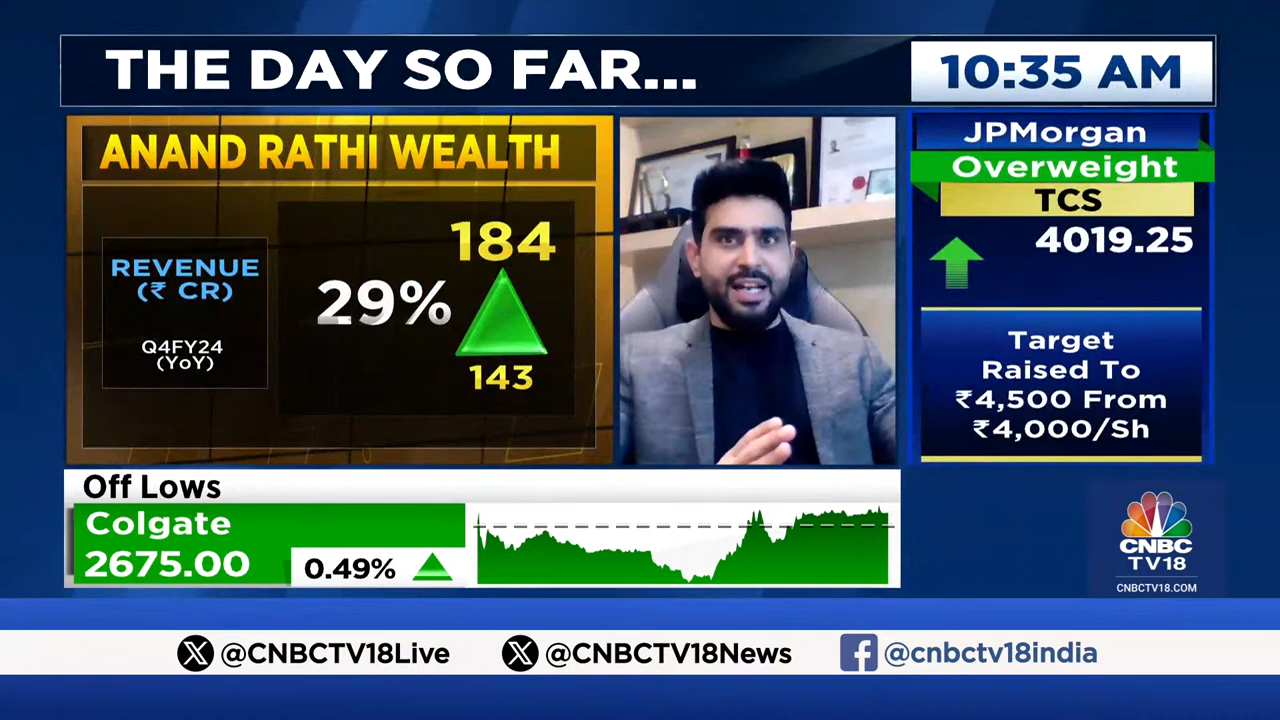 THE DAY SO FAR...
10:35 AM
ANAND RATHI WEALTH
REVENUE
(₹ CR)
Q4FY24
(YoY)
29%
184
143
JPMorgan
Overweight
TCS
4019.25
Target
Raised To
₹4,500 From
₹4,000/Sh
Off Lows
Colgate
2675.00
0.49%
CNBC
TV18
CNBCTV18.COM
@CNBCTV18Live
@CNBCTV18News
@cnbctv18india